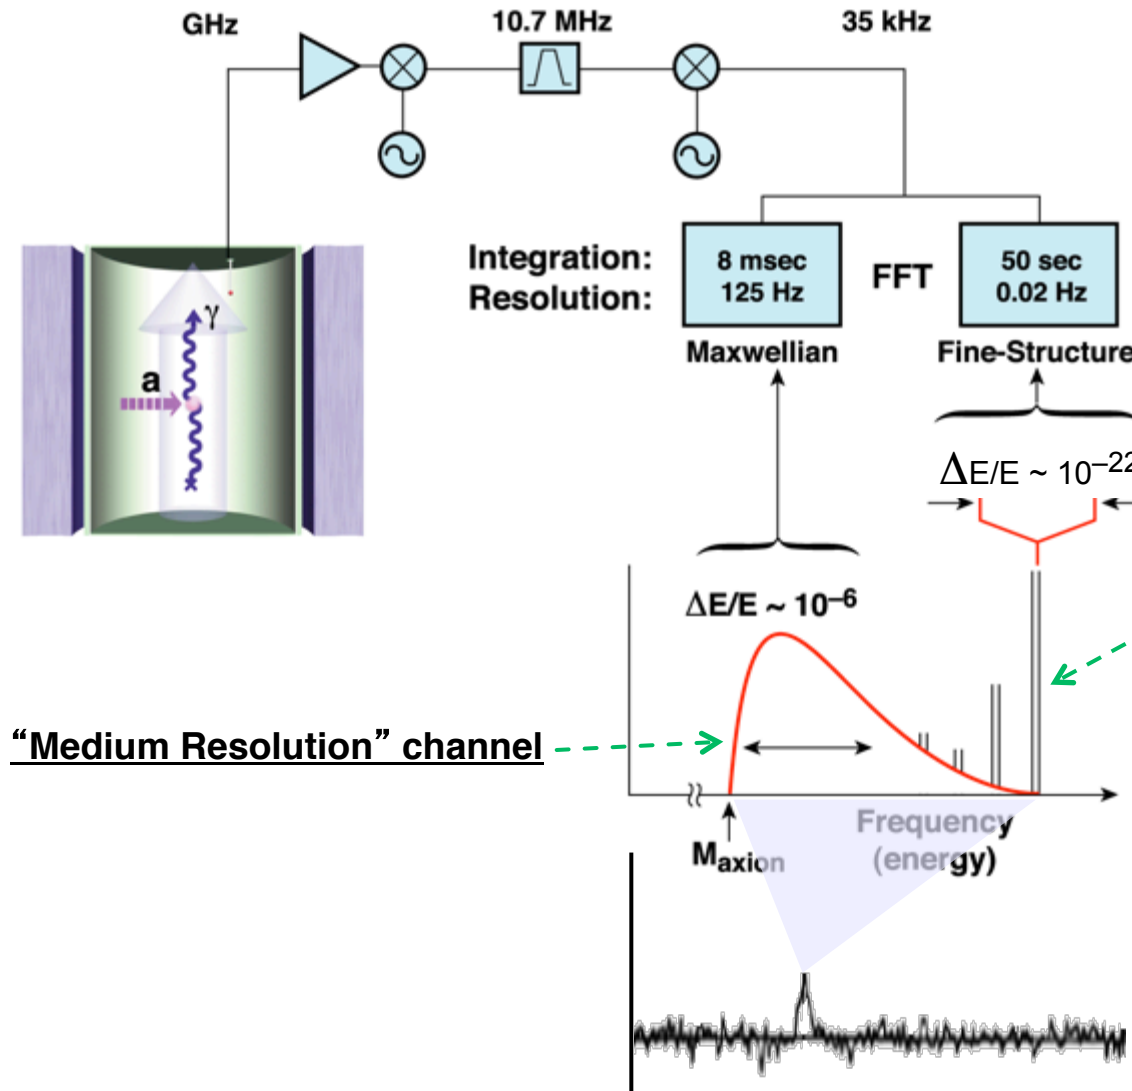 GHz
10.7 MHz
35 kHz
Integration:
Resolution:
8 msec
125 Hz
FFT
50 sec
0.02 Hz
Maxwellian
Fine-Structure
γ
a
ΔE/E ~ 10⁻²²
ΔE/E ~ 10⁻⁶
“Medium Resolution” channel
Frequency
(energy)
Maxion